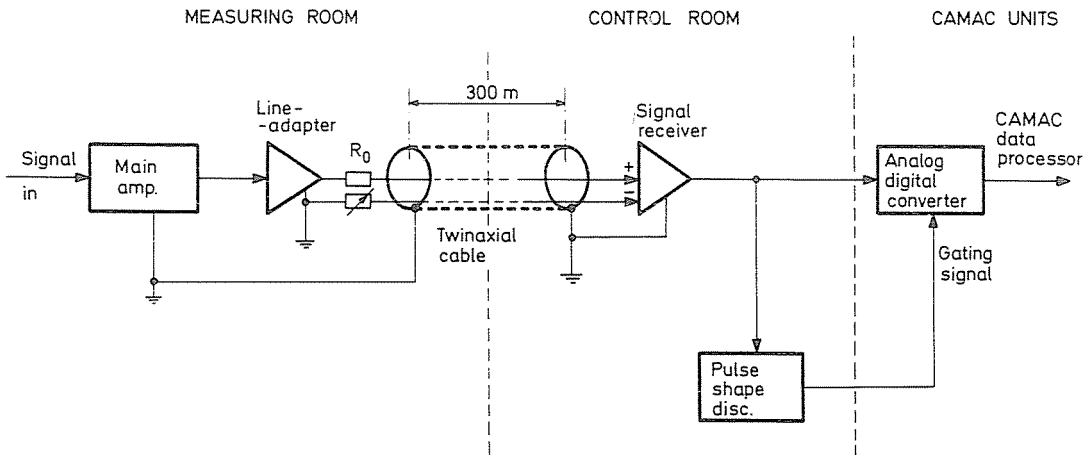 MEASURING ROOM
CONTROL ROOM
CAMAC UNITS
300 m
Line-
-adapter
Signal
receiver
CAMAC
data
processor
Signal
in
Main
amp.
R0
+
-
Analog
digital
converter
Twinaxial
cable
Gating
signal
Pulse
shape
disc.